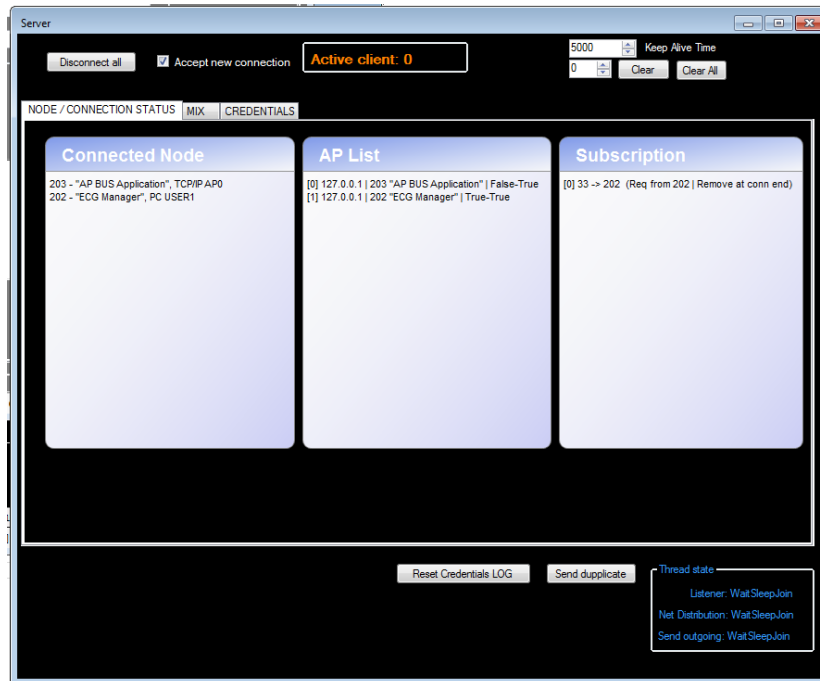 Server
Disconnect all
Accept new connection
Active client: 0
5000
Keep Alive Time
0
Clear
Clear All
NODE / CONNECTION STATUS
MIX
CREDENTIALS
Connected Node
203 - "AP BUS Application", TCP/IP AP0
202 - "ECG Manager", PC USER1
AP List
[0] 127.0.0.1 | 203 "AP BUS Application" | False-True
[1] 127.0.0.1 | 202 "ECG Manager" | True-True
Subscription
[0] 33 -> 202 (Req from 202 | Remove at conn end)
Reset Credentials LOG
Send dupplicate
Thread state
Listener: WaitSleepJoin
Net Distribution: WaitSleepJoin
Send outgoing: WaitSleepJoin